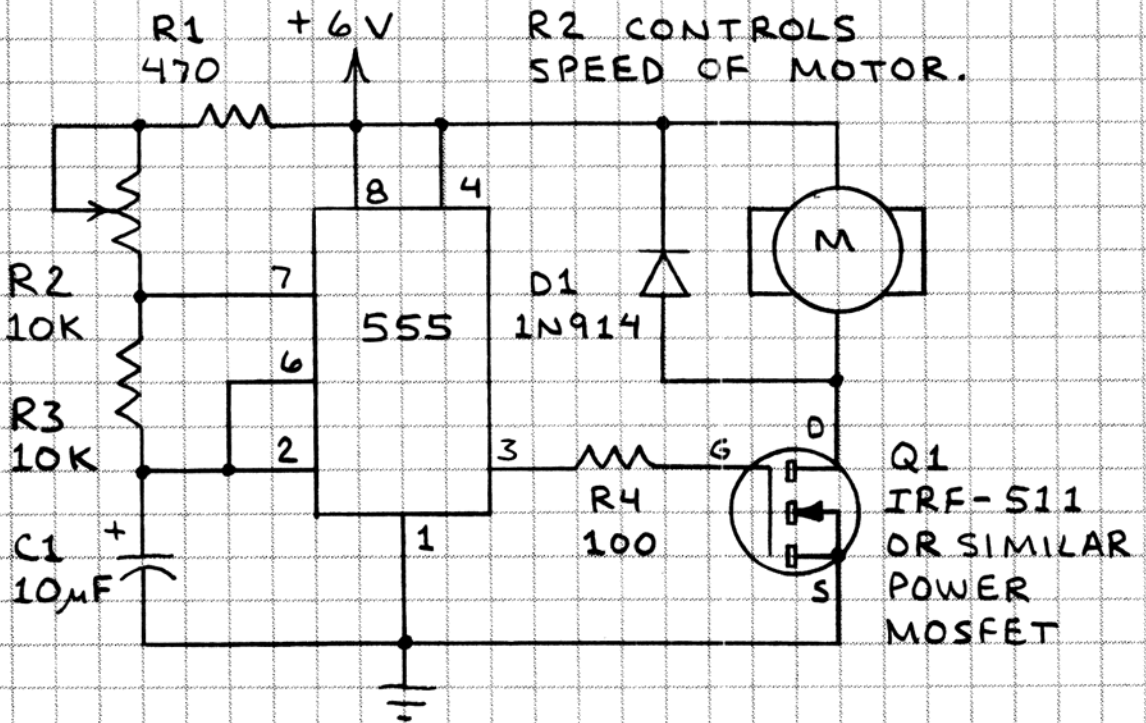 R1
470
+6V
R2 CONTROLS
SPEED OF MOTOR.
8
4
M
R2
10K
7
555
D1
1N914
6
R3
10K
2
3
G
D
R4
100
Q1
IRF-511
OR SIMILAR
POWER
MOSFET
+
C1
10µF
1
S